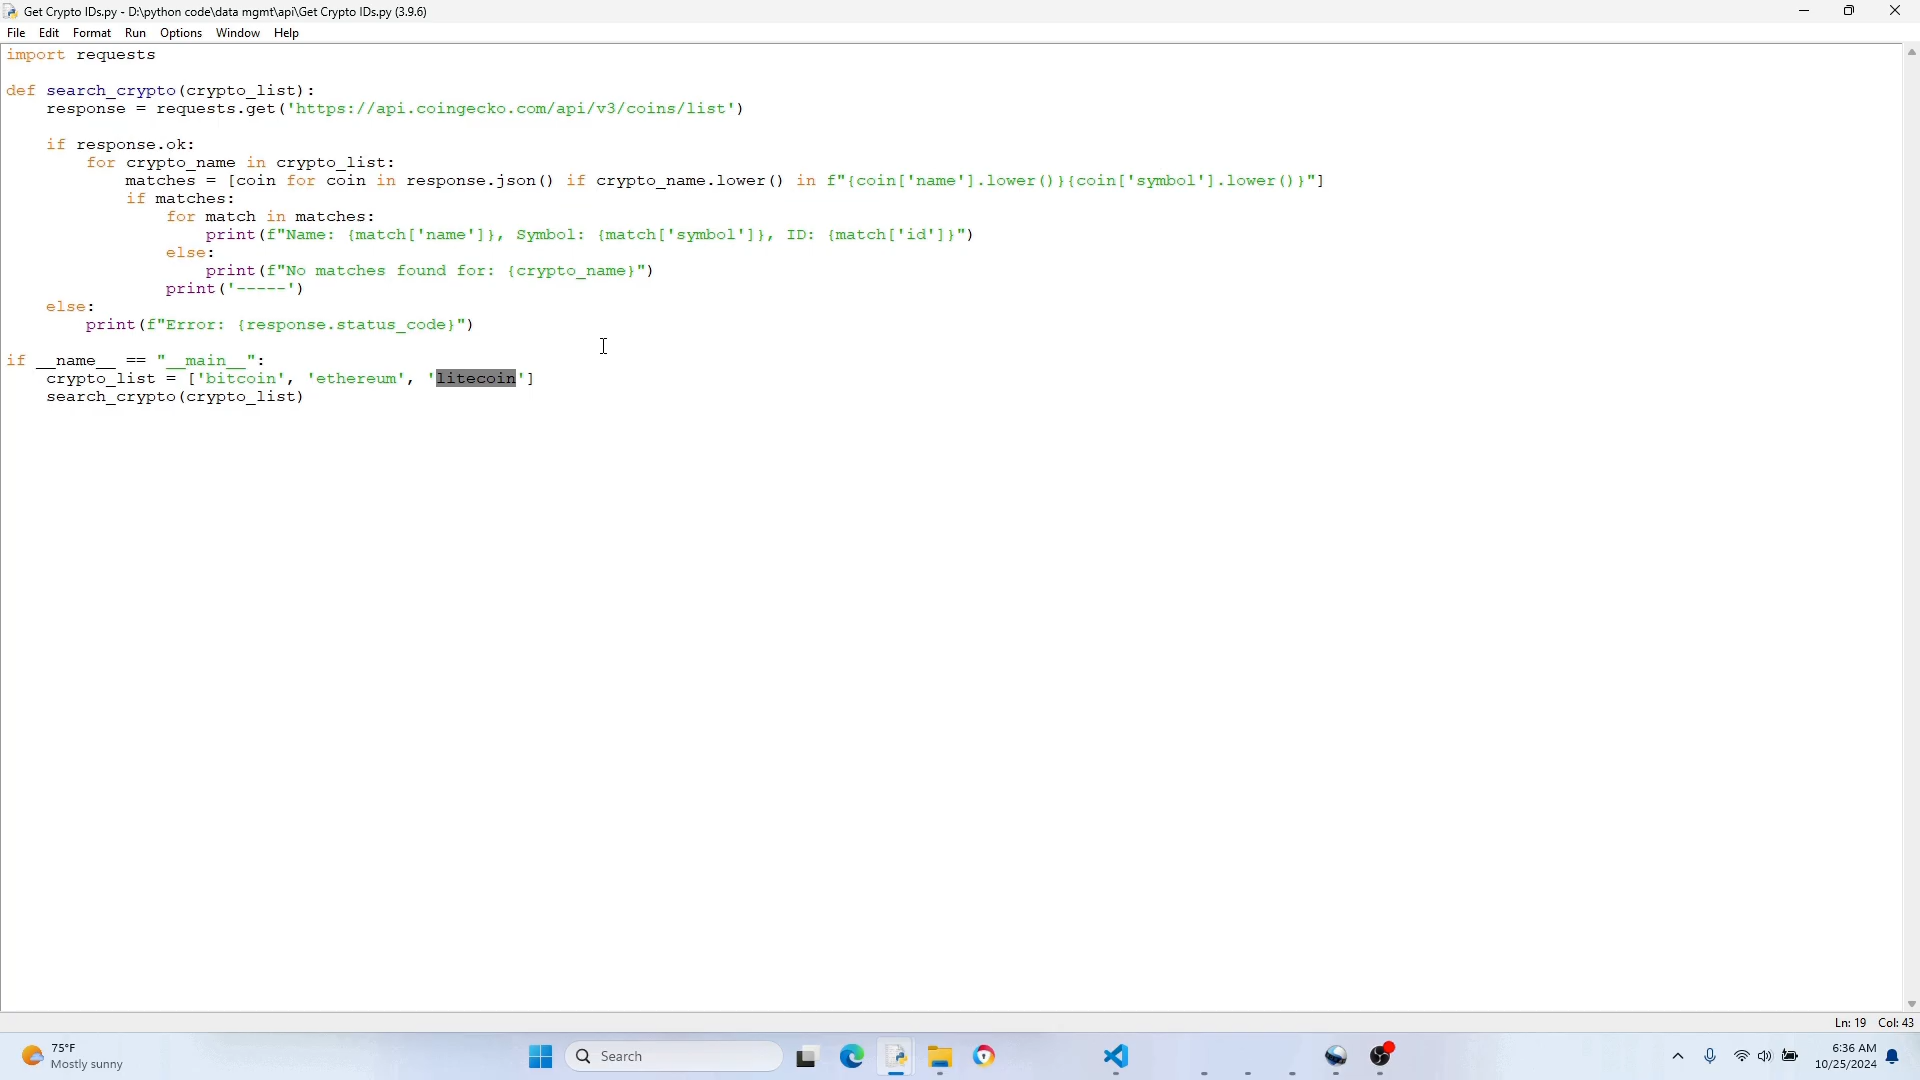 Get Crypto IDs.py - D:\python code\data mgmt\api\Get Crypto IDs.py (3.9.6)
File Edit Format Run Options Window Help
import requests
def search_crypto(crypto_list):
    response = requests.get('https://api.coingecko.com/api/v3/coins/list')
    if response.ok:
        for crypto_name in crypto_list:
            matches = [coin for coin in response.json() if crypto_name.lower() in f"{coin['name'].lower()}{coin['symbol'].lower()}"]
            if matches:
                for match in matches:
                    print(f"Name: {match['name']}, Symbol: {match['symbol']}, ID: {match['id']}")
                else:
                    print(f"No matches found for: {crypto_name}")
                print('-----')
    else:
        print(f"Error: {response.status_code}")
if __name__ == "__main__":
    crypto_list = ['bitcoin', 'ethereum', 'litecoin']
    search_crypto(crypto_list)
Ln: 19 Col: 43
75°F
Mostly sunny
Search
6:36 AM
10/25/2024